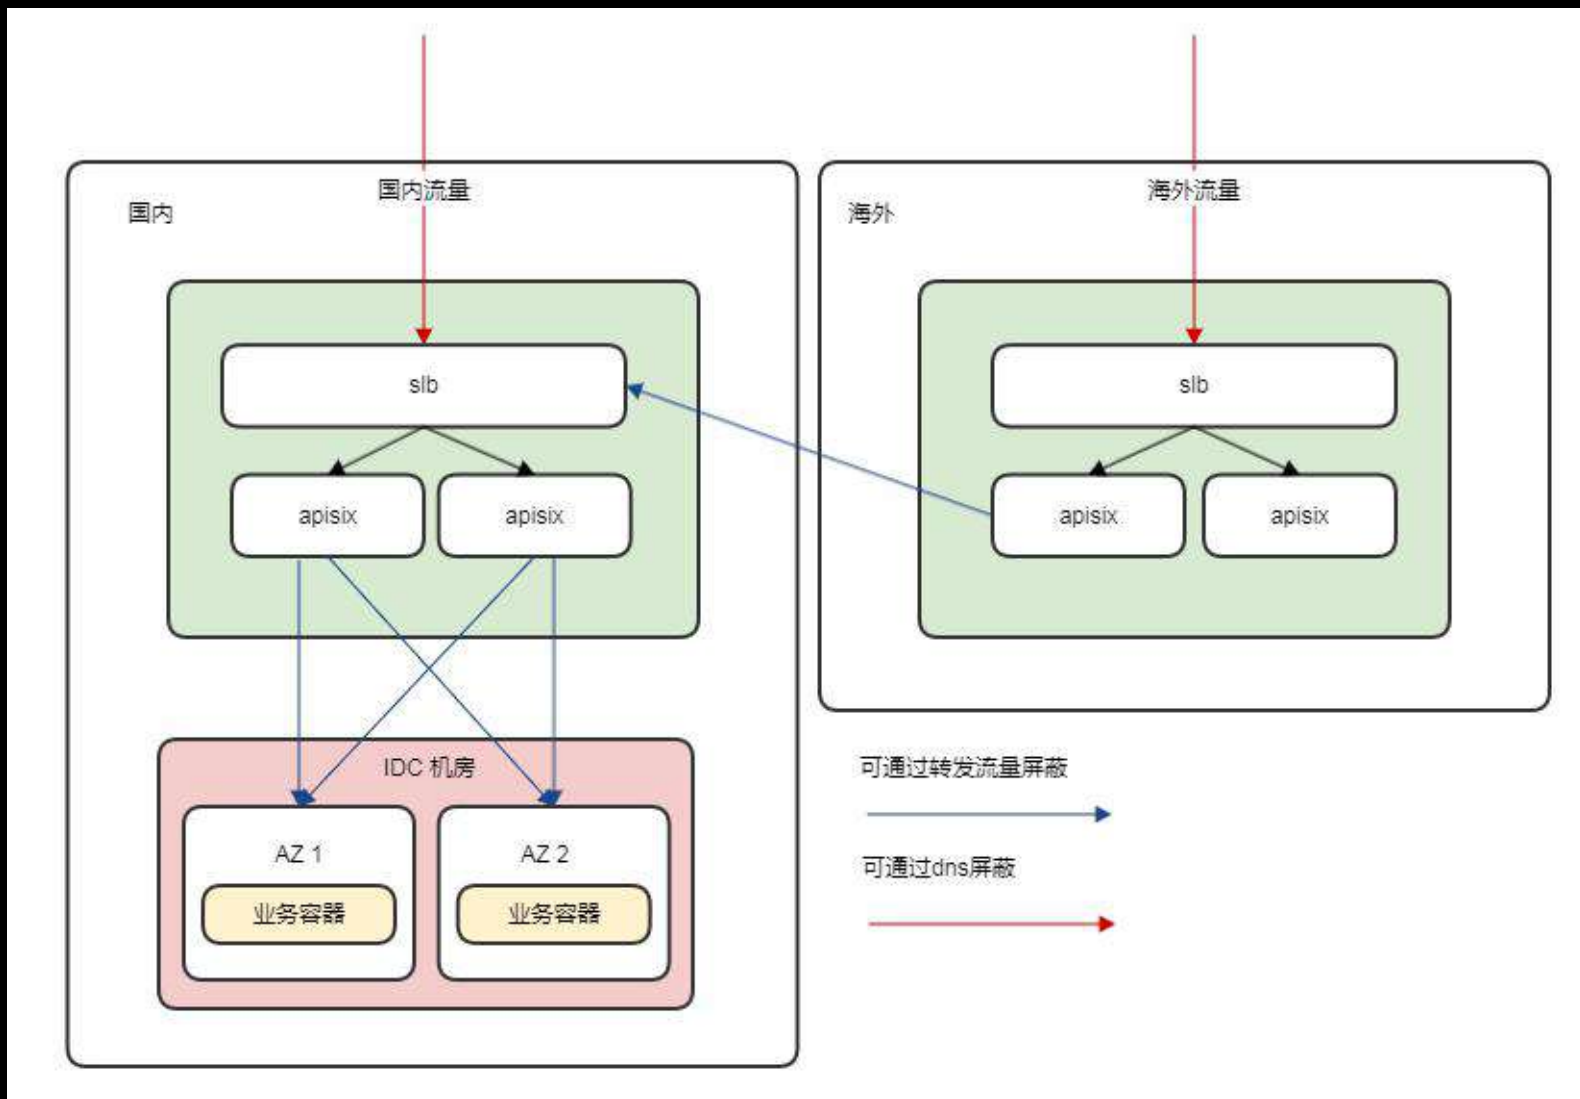 国内流量
国内
slb
apisix
apisix
IDC 机房
AZ 1
业务容器
AZ 2
业务容器
海外流量
海外
slb
apisix
apisix
可通过转发流量屏蔽
可通过dns屏蔽